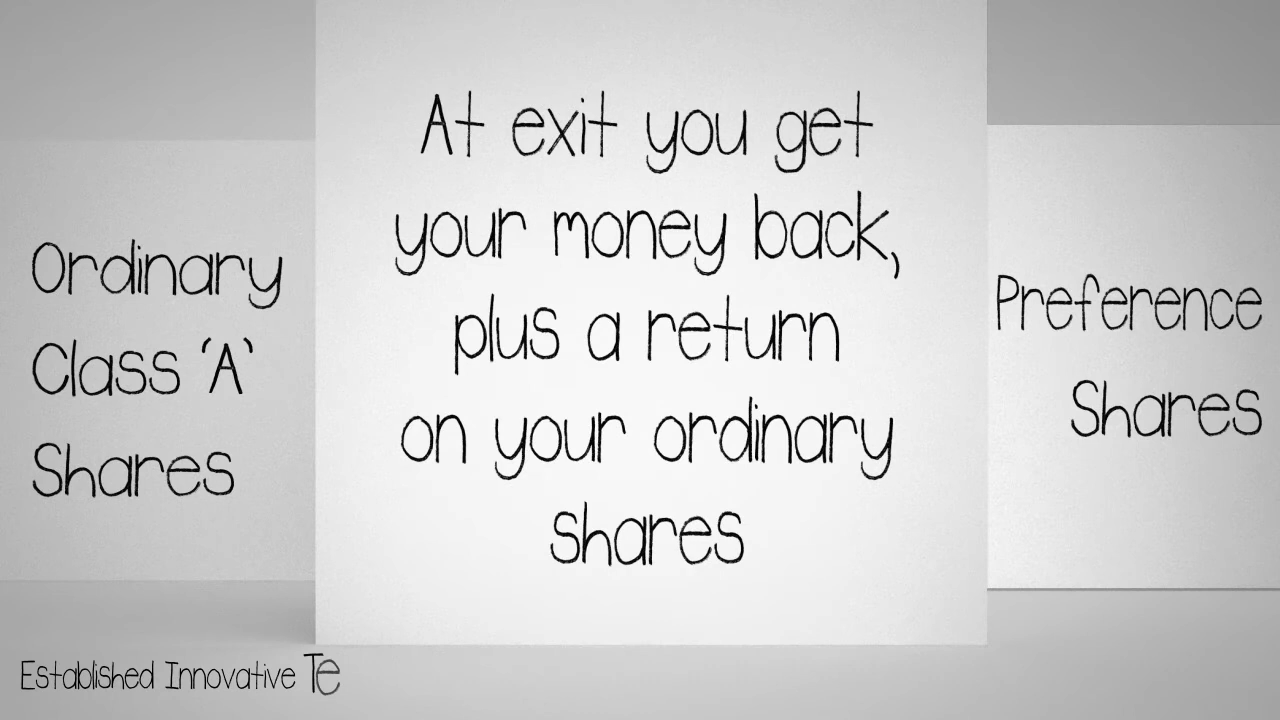 Ordinary
Class ‘A‘
Shares
At exit you get
your money back,
plus a return
on your ordinary
shares
Preference
Shares
Established Innovative Te